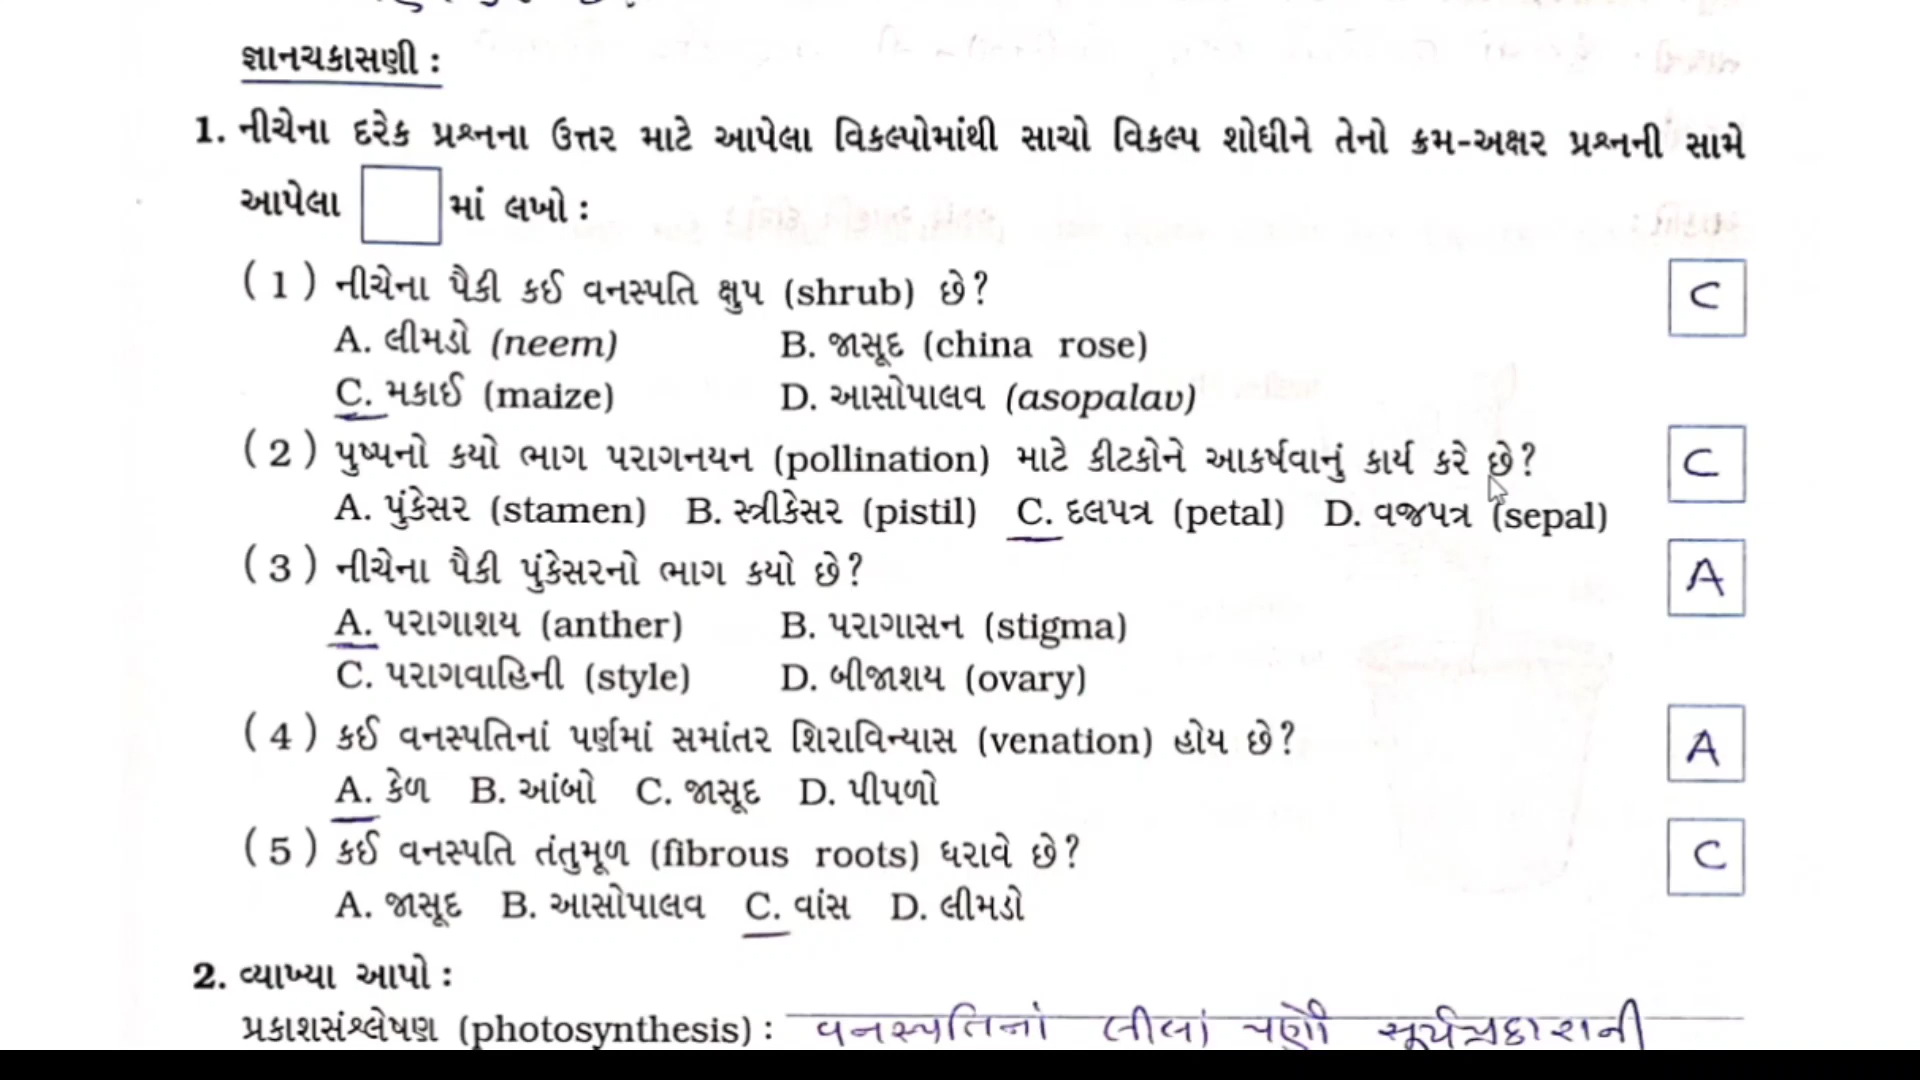 જ્ઞાનચકાસણી :
1. નીચેના દરેક પ્રશ્નના ઉત્તર માટે આપેલા વિકલ્પોમાંથી સાચો વિકલ્પ શોધીને તેનો ક્રમ-અક્ષર પ્રશ્નની સામે
આપેલા માં લખો :
(1) નીચેના પૈકી કઈ વનસ્પતિ ક્ષુપ (shrub) છે? C
A. લીમડો (neem) B. જાસૂદ (china rose)
C. મકાઈ (maize) D. આસોપાલવ (asopalav)
(2) પુષ્પનો કયો ભાગ પરાગનયન (pollination) માટે કીટકોને આકર્ષવાનું કાર્ય કરે છે? C
A. પુંકેસર (stamen) B. સ્ત્રીકેસર (pistil) C. દલપત્ર (petal) D. વજપત્ર (sepal)
(3) નીચેના પૈકી પુંકેસરનો ભાગ કયો છે? A
A. પરાગાશય (anther) B. પરાગાસન (stigma)
C. પરાગવાહિની (style) D. બીજાશય (ovary)
(4) કઈ વનસ્પતિનાં પર્ણમાં સમાંતર શિરાવિન્યાસ (venation) હોય છે? A
A. કેળ B. આંબો C. જાસૂદ D. પીપળો
(5) કઈ વનસ્પતિ તંતુમૂળ (fibrous roots) ધરાવે છે? C
A. જાસૂદ B. આસોપાલવ C. વાંસ D. લીમડો
2. વ્યાખ્યા આપો :
પ્રકાશસંશ્લેષણ (photosynthesis) : વનસ્પતિનાં લીલાં પર્ણો સૂર્યપ્રકાશની